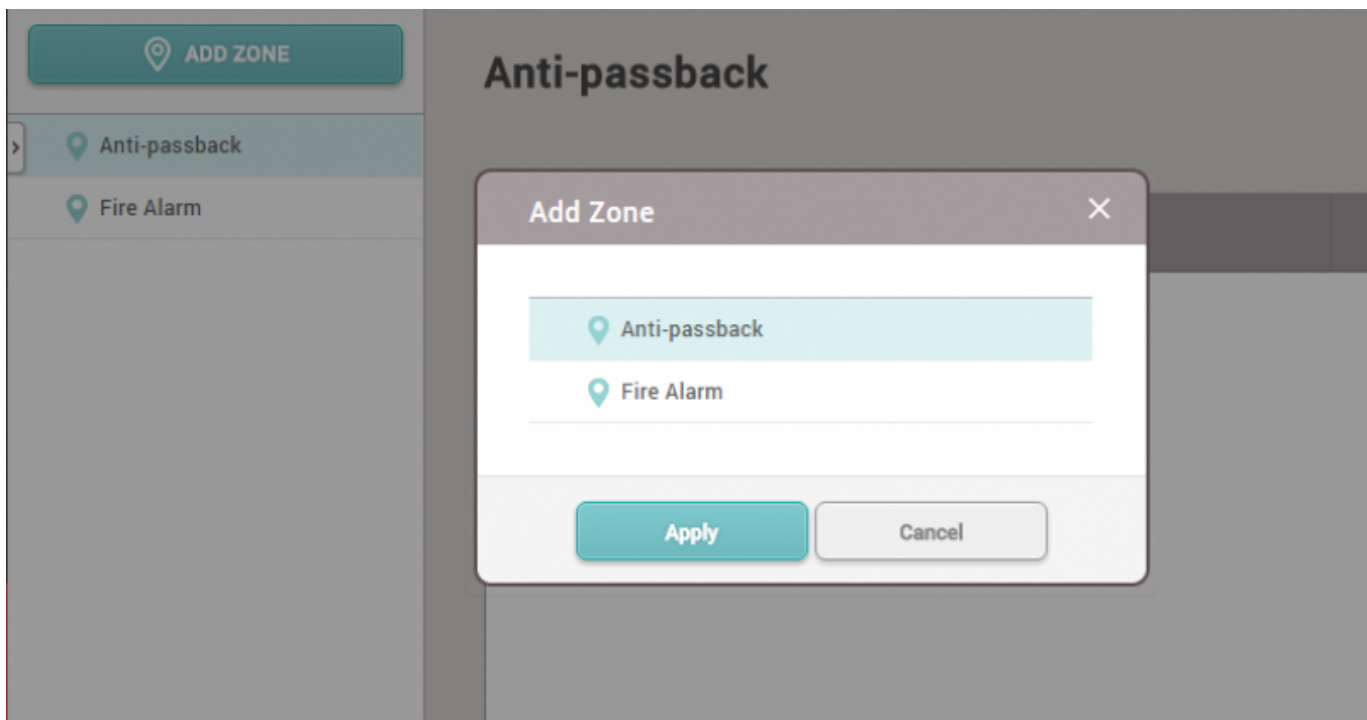 ADD ZONE
Anti-passback
Fire Alarm
Anti-passback
Add Zone
Anti-passback
Fire Alarm
Apply
Cancel